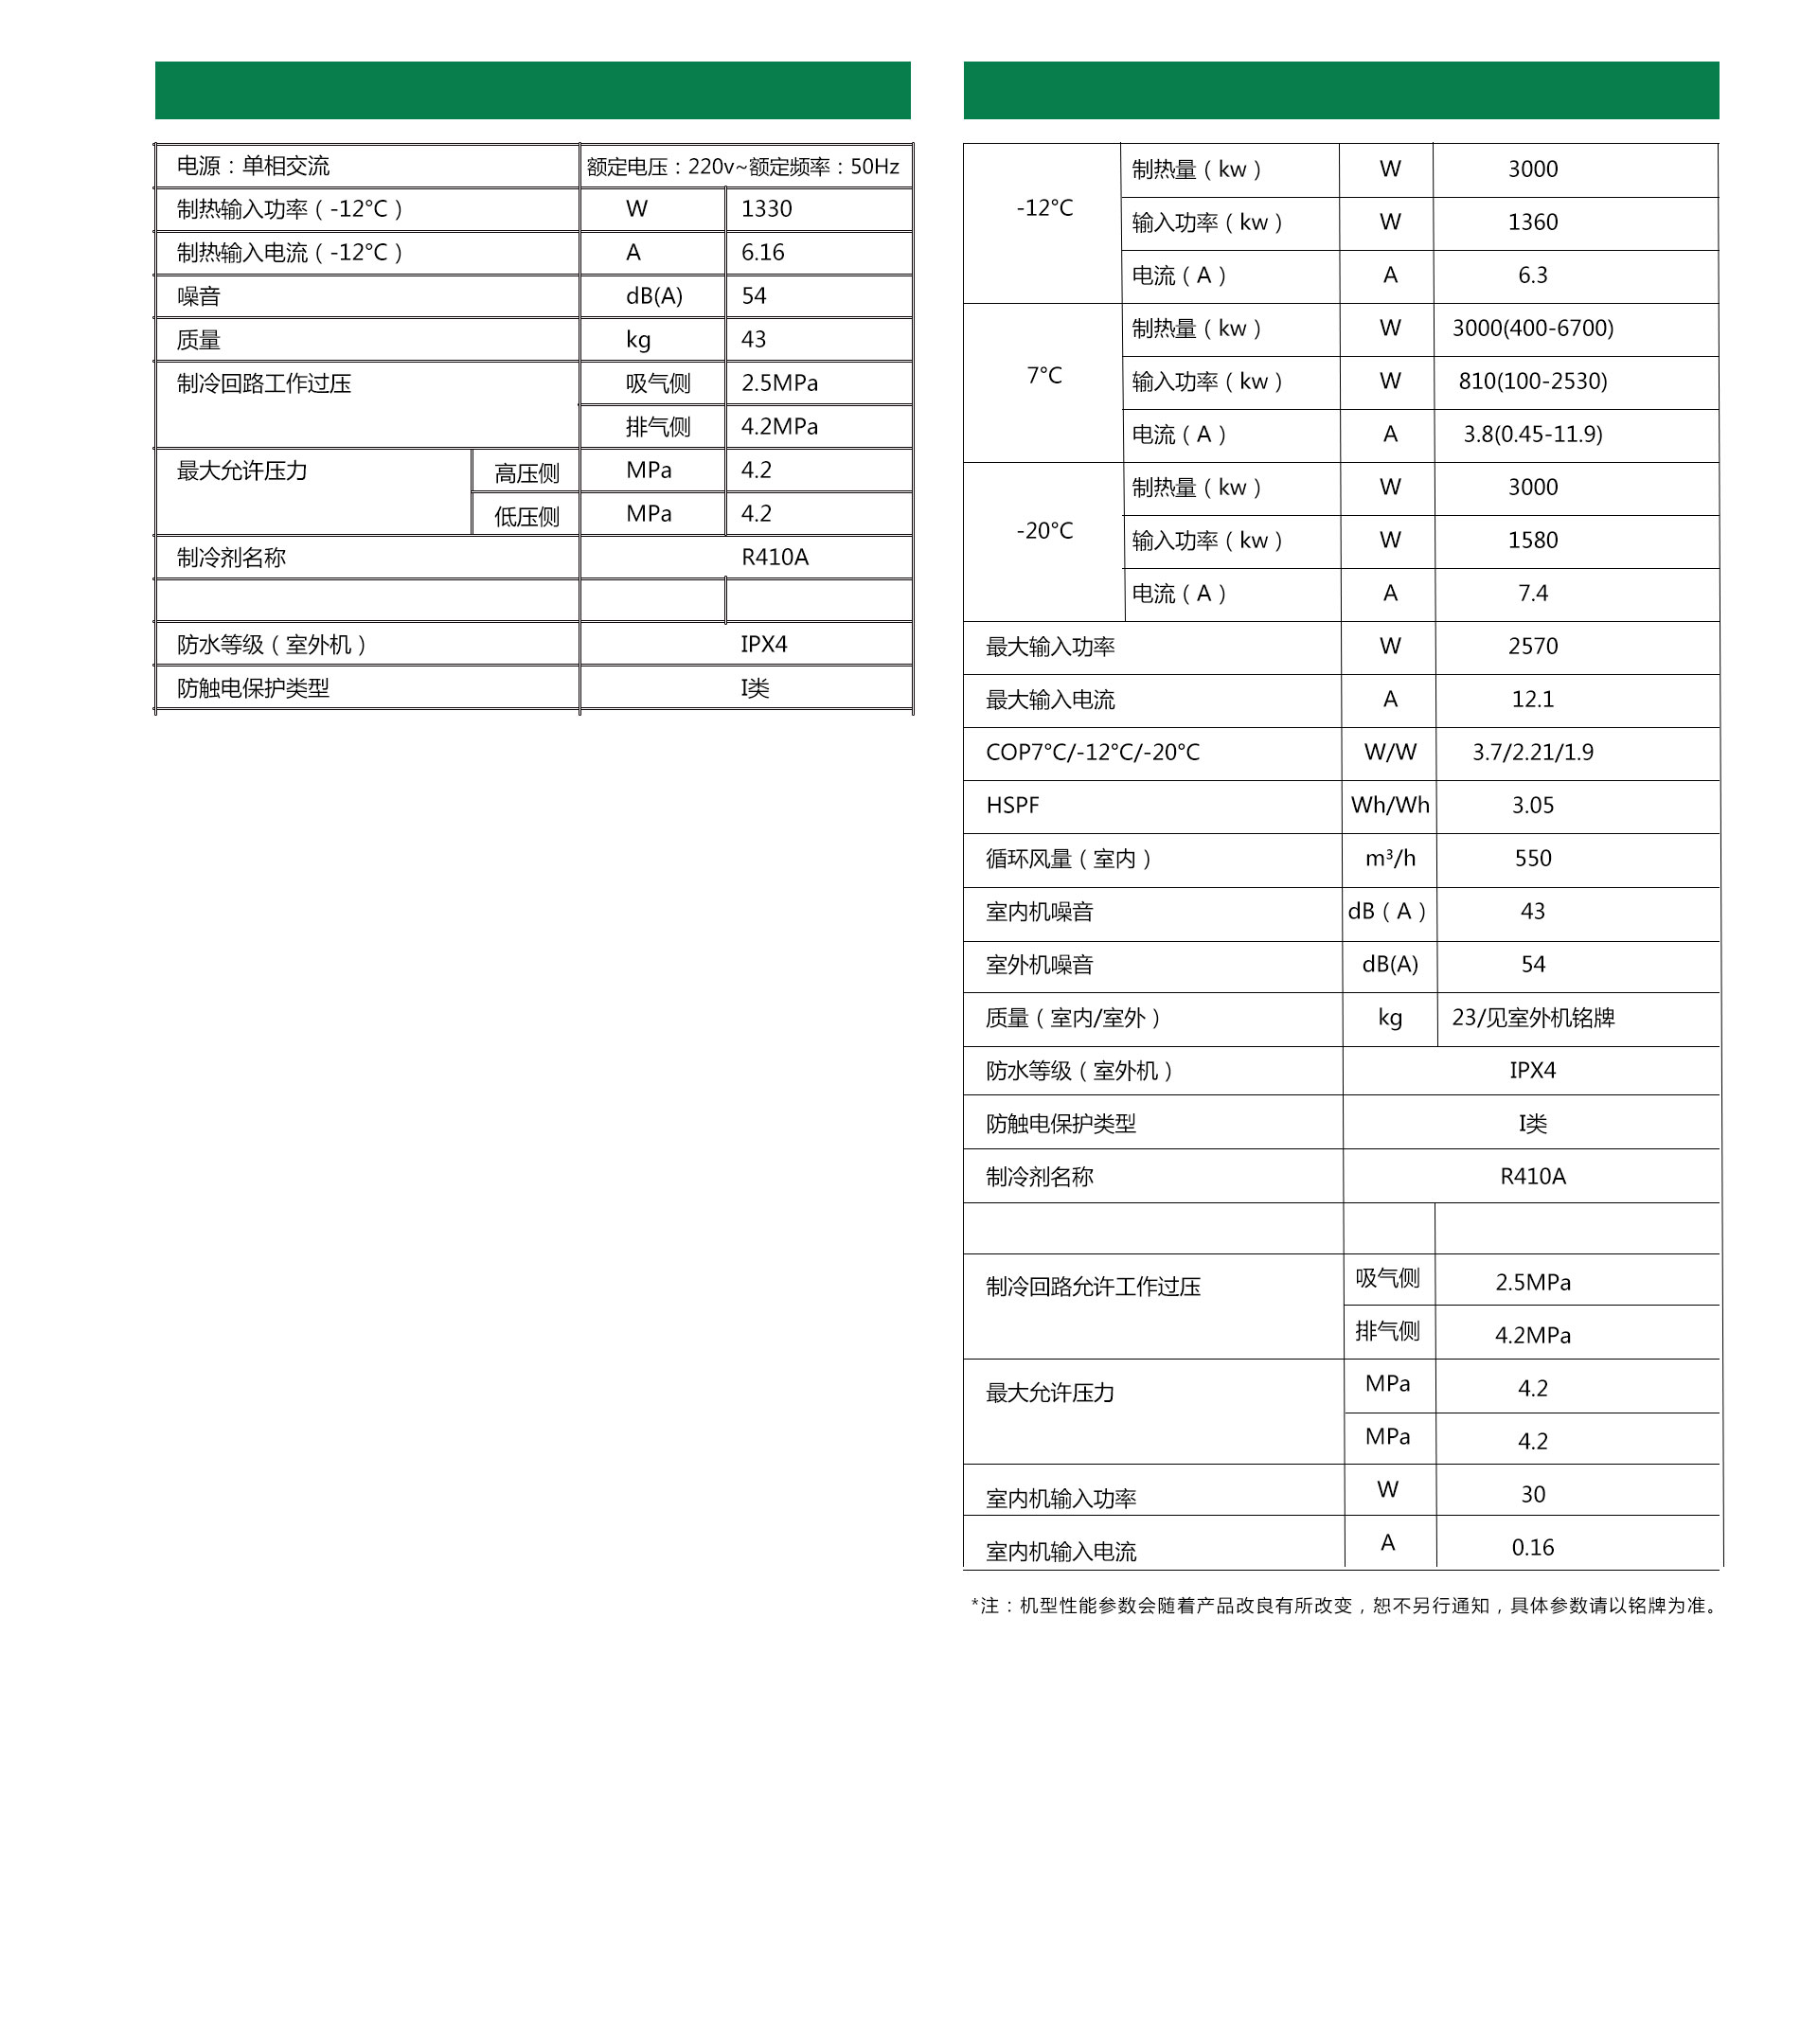 电源：单相交流 额定电压：220v~额定频率：50Hz
制热输入功率（-12°C） W 1330
制热输入电流（-12°C） A 6.16
噪音 dB(A) 54
质量 kg 43
制冷回路工作过压 吸气侧 2.5MPa
排气侧 4.2MPa
最大允许压力 高压侧 MPa 4.2
低压侧 MPa 4.2
制冷剂名称 R410A
防水等级（室外机） IPX4
防触电保护类型 I类
-12°C 制热量（kw） W 3000
输入功率（kw） W 1360
电流（A） A 6.3
7°C 制热量（kw） W 3000(400-6700)
输入功率（kw） W 810(100-2530)
电流（A） A 3.8(0.45-11.9)
-20°C 制热量（kw） W 3000
输入功率（kw） W 1580
电流（A） A 7.4
最大输入功率 W 2570
最大输入电流 A 12.1
COP7°C/-12°C/-20°C W/W 3.7/2.21/1.9
HSPF Wh/Wh 3.05
循环风量（室内） m³/h 550
室内机噪音 dB（A） 43
室外机噪音 dB(A) 54
质量（室内/室外） kg 23/见室外机铭牌
防水等级（室外机） IPX4
防触电保护类型 I类
制冷剂名称 R410A
制冷回路允许工作过压 吸气侧 2.5MPa
排气侧 4.2MPa
最大允许压力 MPa 4.2
MPa 4.2
室内机输入功率 W 30
室内机输入电流 A 0.16
*注：机型性能参数会随着产品改良有所改变，恕不另行通知，具体参数请以铭牌为准。